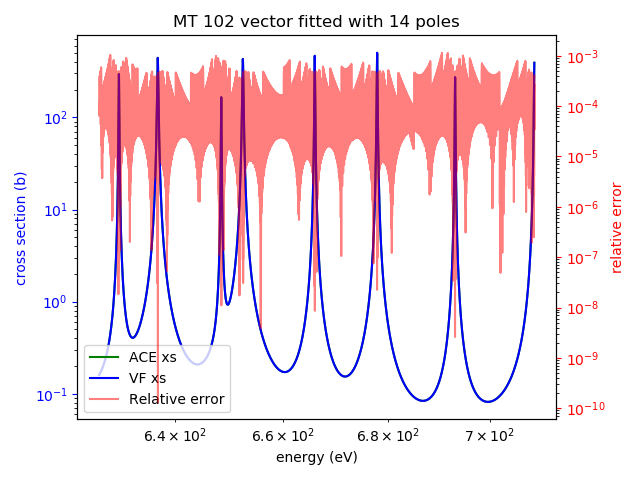 MT 102 vector fitted with 14 poles
cross section (b)
10²
10¹
10⁰
10⁻¹
ACE xs
VF xs
Relative error
6.4 × 10²
6.6 × 10²
6.8 × 10²
7 × 10²
energy (eV)
10⁻³
10⁻⁴
10⁻⁵
10⁻⁶
10⁻⁷
10⁻⁸
10⁻⁹
10⁻¹⁰
relative error